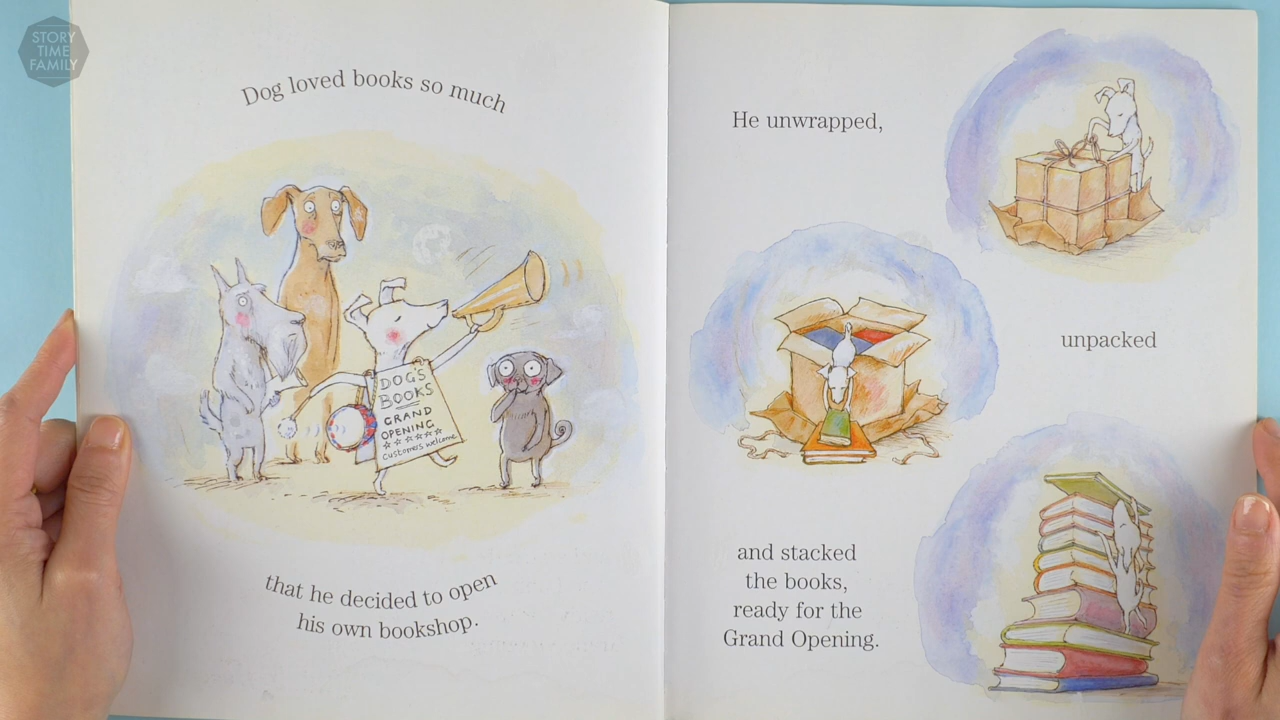 STORY
TIME
FAMILY
Dog loved books so much
DOG'S
BOOKS
GRAND
OPENING
customers welcome
that he decided to open
his own bookshop.
He unwrapped,
unpacked
and stacked
the books,
ready for the
Grand Opening.